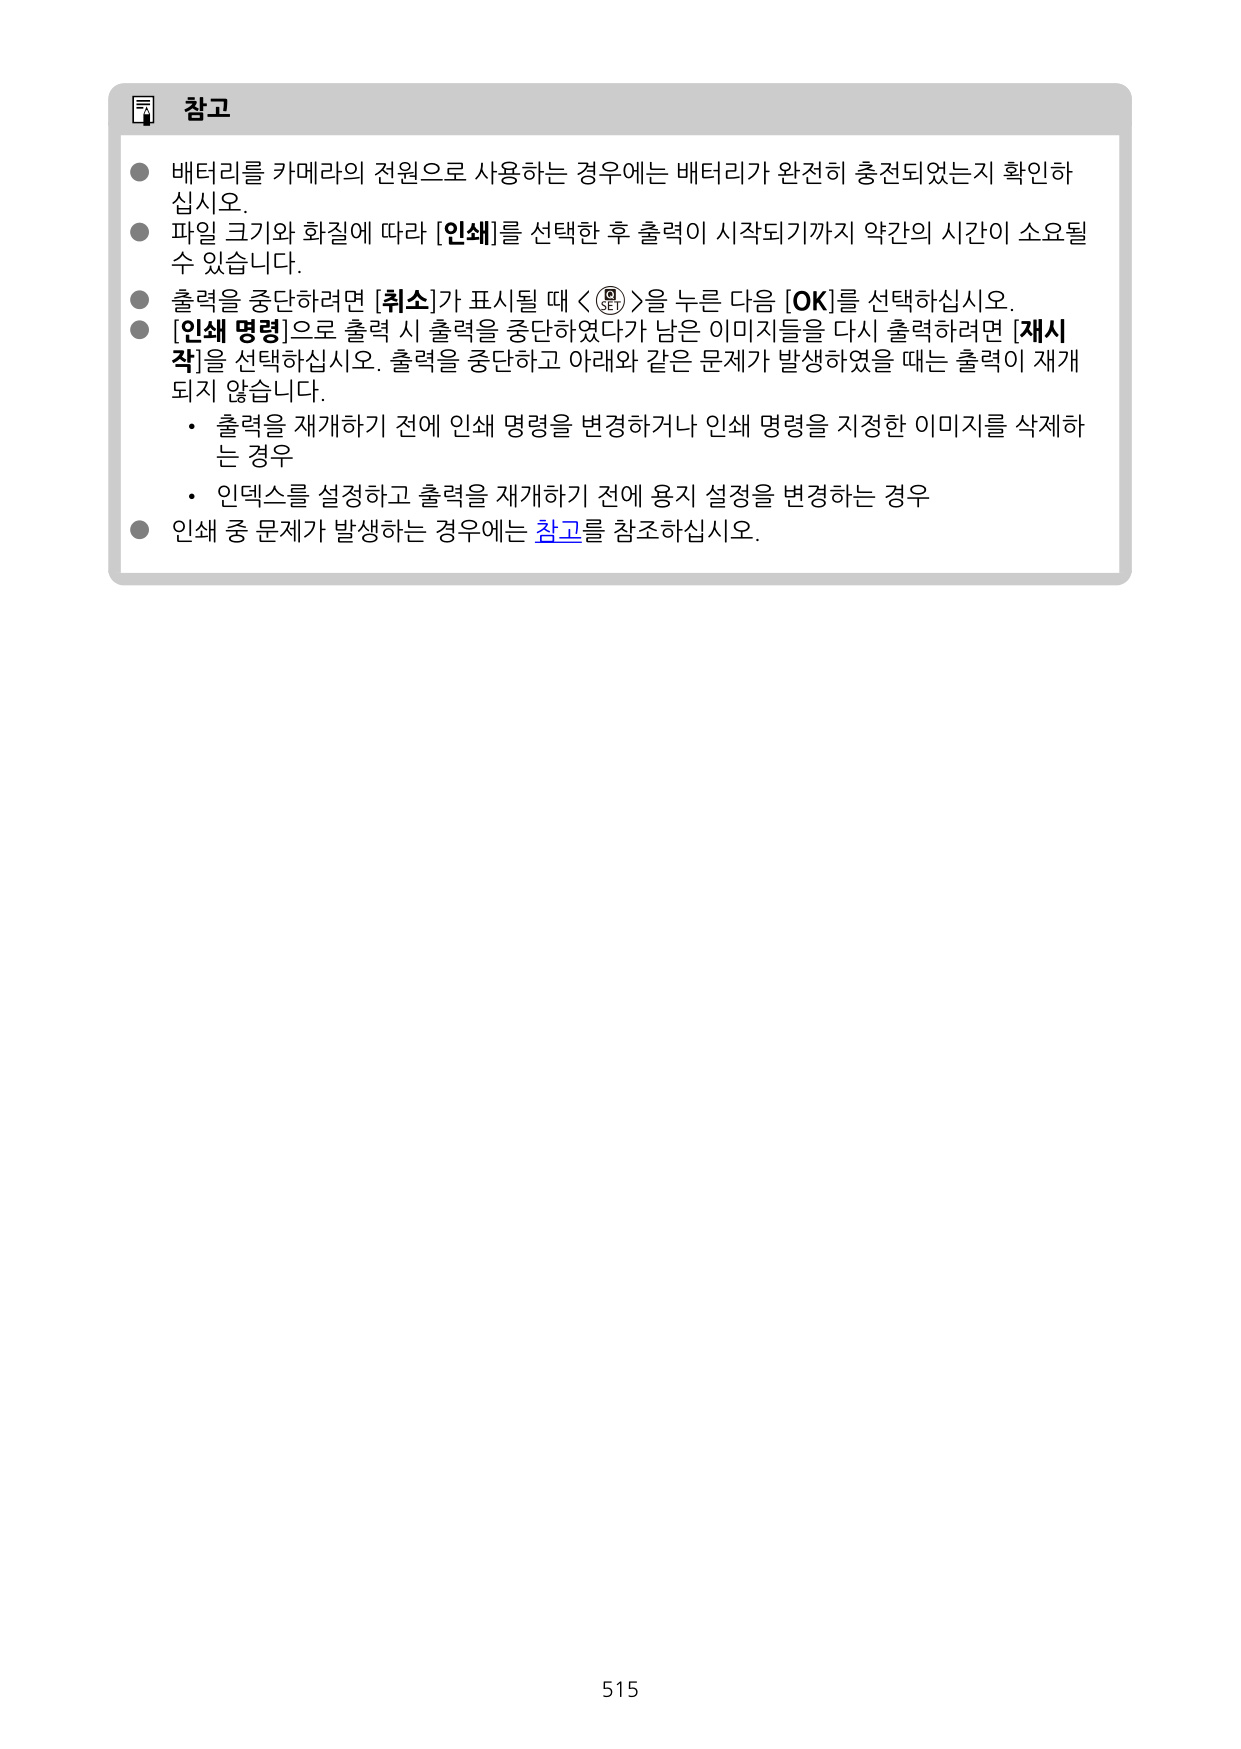 참고
● 배터리를 카메라의 전원으로 사용하는 경우에는 배터리가 완전히 충전되었는지 확인하
십시오.
● 파일 크기와 화질에 따라 [인쇄]를 선택한 후 출력이 시작되기까지 약간의 시간이 소요될
수 있습니다.
● 출력을 중단하려면 [취소]가 표시될 때 < Q SET >을 누른 다음 [OK]를 선택하십시오.
● [인쇄 명령]으로 출력 시 출력을 중단하였다가 남은 이미지들을 다시 출력하려면 [재시
작]을 선택하십시오. 출력을 중단하고 아래와 같은 문제가 발생하였을 때는 출력이 재개
되지 않습니다.
• 출력을 재개하기 전에 인쇄 명령을 변경하거나 인쇄 명령을 지정한 이미지를 삭제하
는 경우
• 인덱스를 설정하고 출력을 재개하기 전에 용지 설정을 변경하는 경우
● 인쇄 중 문제가 발생하는 경우에는 참고를 참조하십시오.
515